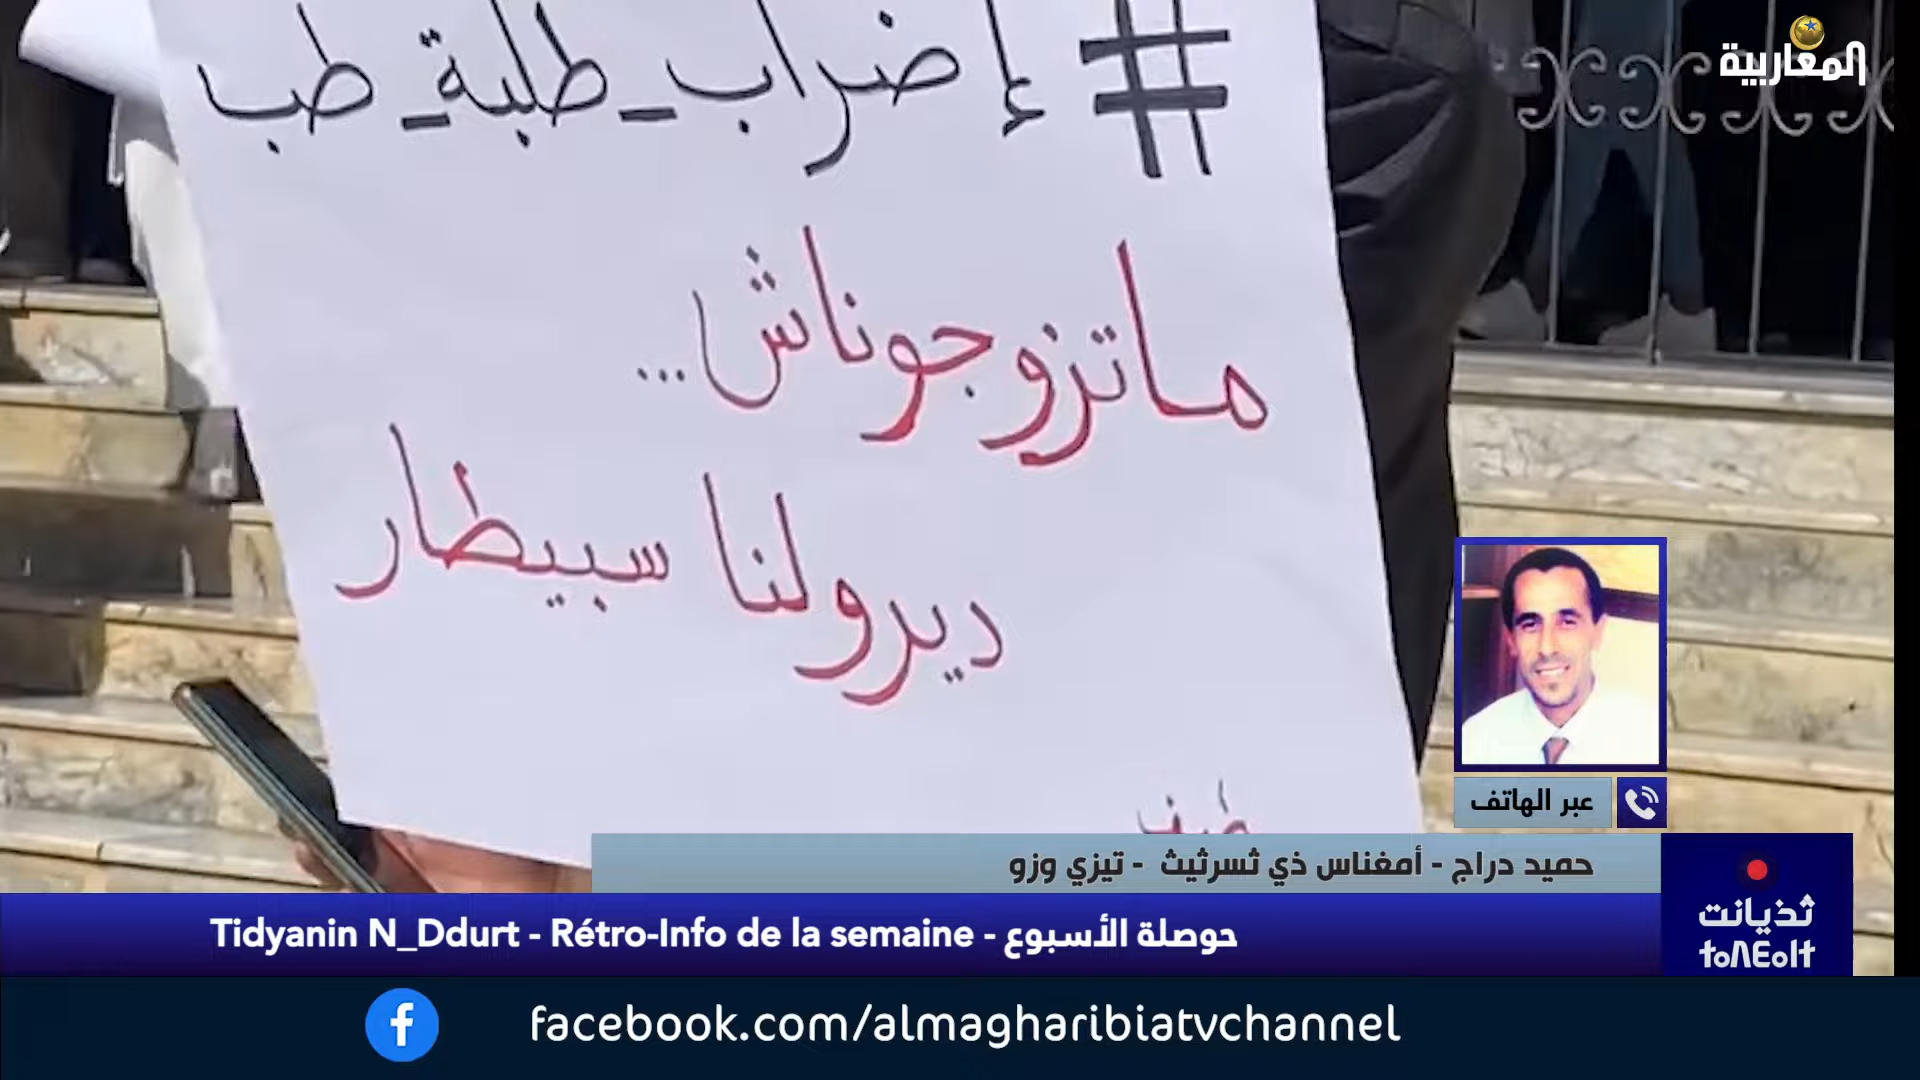 المغاربية
#إضراب_طلبة_طب
ماتزوجوناش...
ديرولنا سبيطار
عبر الهاتف
حميد دراج - أمغناس ذي ثسرثيث - تيزي وزو
Tidyanin N_Ddurt - Rétro-Info de la semaine - حوصلة الأسبوع
ثذيانت
toΛEolt
facebook.com/almagharibiatvchannel